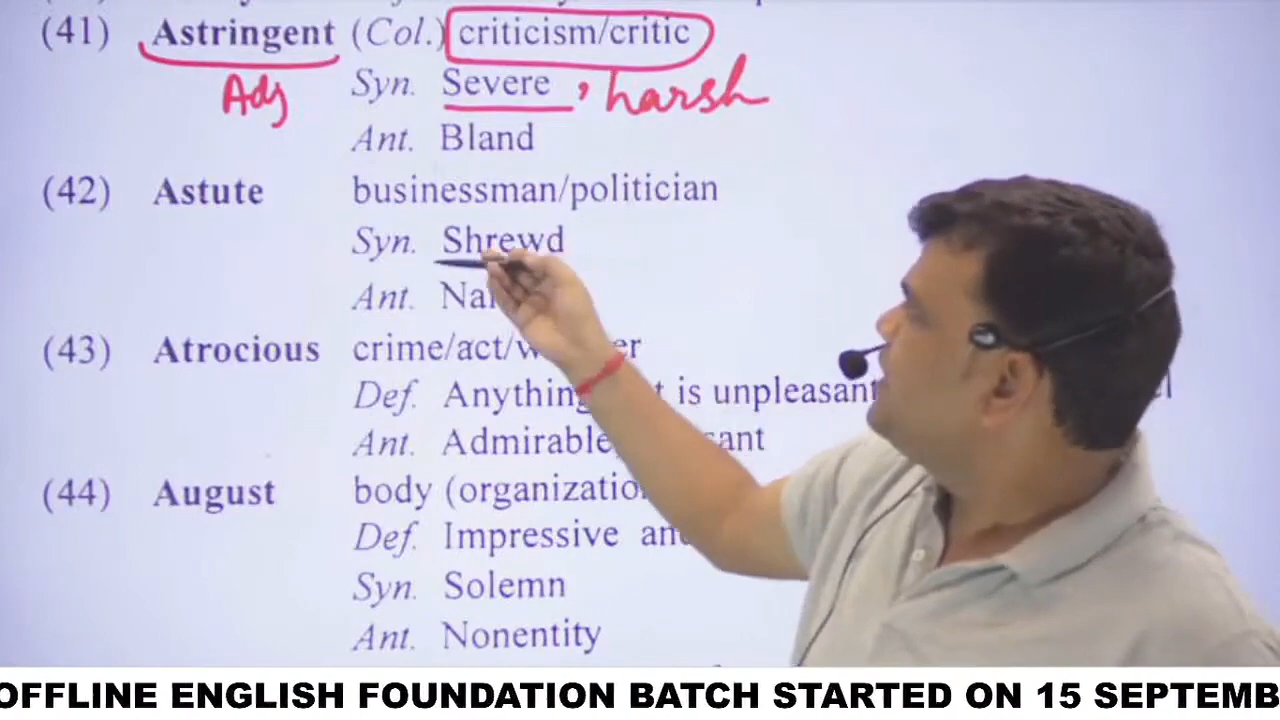 (41) Astringent (Col.) criticism/critic
Adj Syn. Severe , harsh
Ant. Bland
(42) Astute businessman/politician
Syn. Shrewd
Ant.
(43) Atrocious crime/act/
Def. is unpleasant
Ant. Admirable
(44) August body
Def. Impressive
Syn. Solemn
Ant. Nonentity
OFFLINE ENGLISH FOUNDATION BATCH STARTED ON 15 SEPTEMB